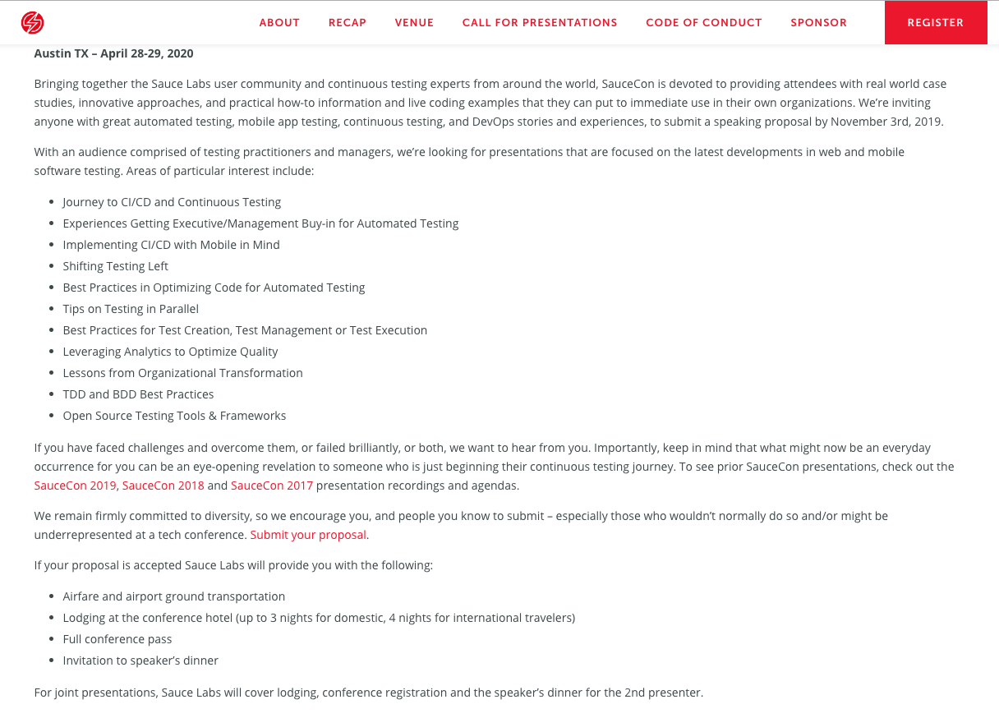 ABOUT RECAP VENUE CALL FOR PRESENTATIONS CODE OF CONDUCT SPONSOR REGISTER
Austin TX – April 28-29, 2020
Bringing together the Sauce Labs user community and continuous testing experts from around the world, SauceCon is devoted to providing attendees with real world case
studies, innovative approaches, and practical how-to information and live coding examples that they can put to immediate use in their own organizations. We’re inviting
anyone with great automated testing, mobile app testing, continuous testing, and DevOps stories and experiences, to submit a speaking proposal by November 3rd, 2019.
With an audience comprised of testing practitioners and managers, we’re looking for presentations that are focused on the latest developments in web and mobile
software testing. Areas of particular interest include:
• Journey to CI/CD and Continuous Testing
• Experiences Getting Executive/Management Buy-in for Automated Testing
• Implementing CI/CD with Mobile in Mind
• Shifting Testing Left
• Best Practices in Optimizing Code for Automated Testing
• Tips on Testing in Parallel
• Best Practices for Test Creation, Test Management or Test Execution
• Leveraging Analytics to Optimize Quality
• Lessons from Organizational Transformation
• TDD and BDD Best Practices
• Open Source Testing Tools & Frameworks
If you have faced challenges and overcome them, or failed brilliantly, or both, we want to hear from you. Importantly, keep in mind that what might now be an everyday
occurrence for you can be an eye-opening revelation to someone who is just beginning their continuous testing journey. To see prior SauceCon presentations, check out the
SauceCon 2019, SauceCon 2018 and SauceCon 2017 presentation recordings and agendas.
We remain firmly committed to diversity, so we encourage you, and people you know to submit – especially those who wouldn’t normally do so and/or might be
underrepresented at a tech conference. Submit your proposal.
If your proposal is accepted Sauce Labs will provide you with the following:
• Airfare and airport ground transportation
• Lodging at the conference hotel (up to 3 nights for domestic, 4 nights for international travelers)
• Full conference pass
• Invitation to speaker’s dinner
For joint presentations, Sauce Labs will cover lodging, conference registration and the speaker’s dinner for the 2nd presenter.